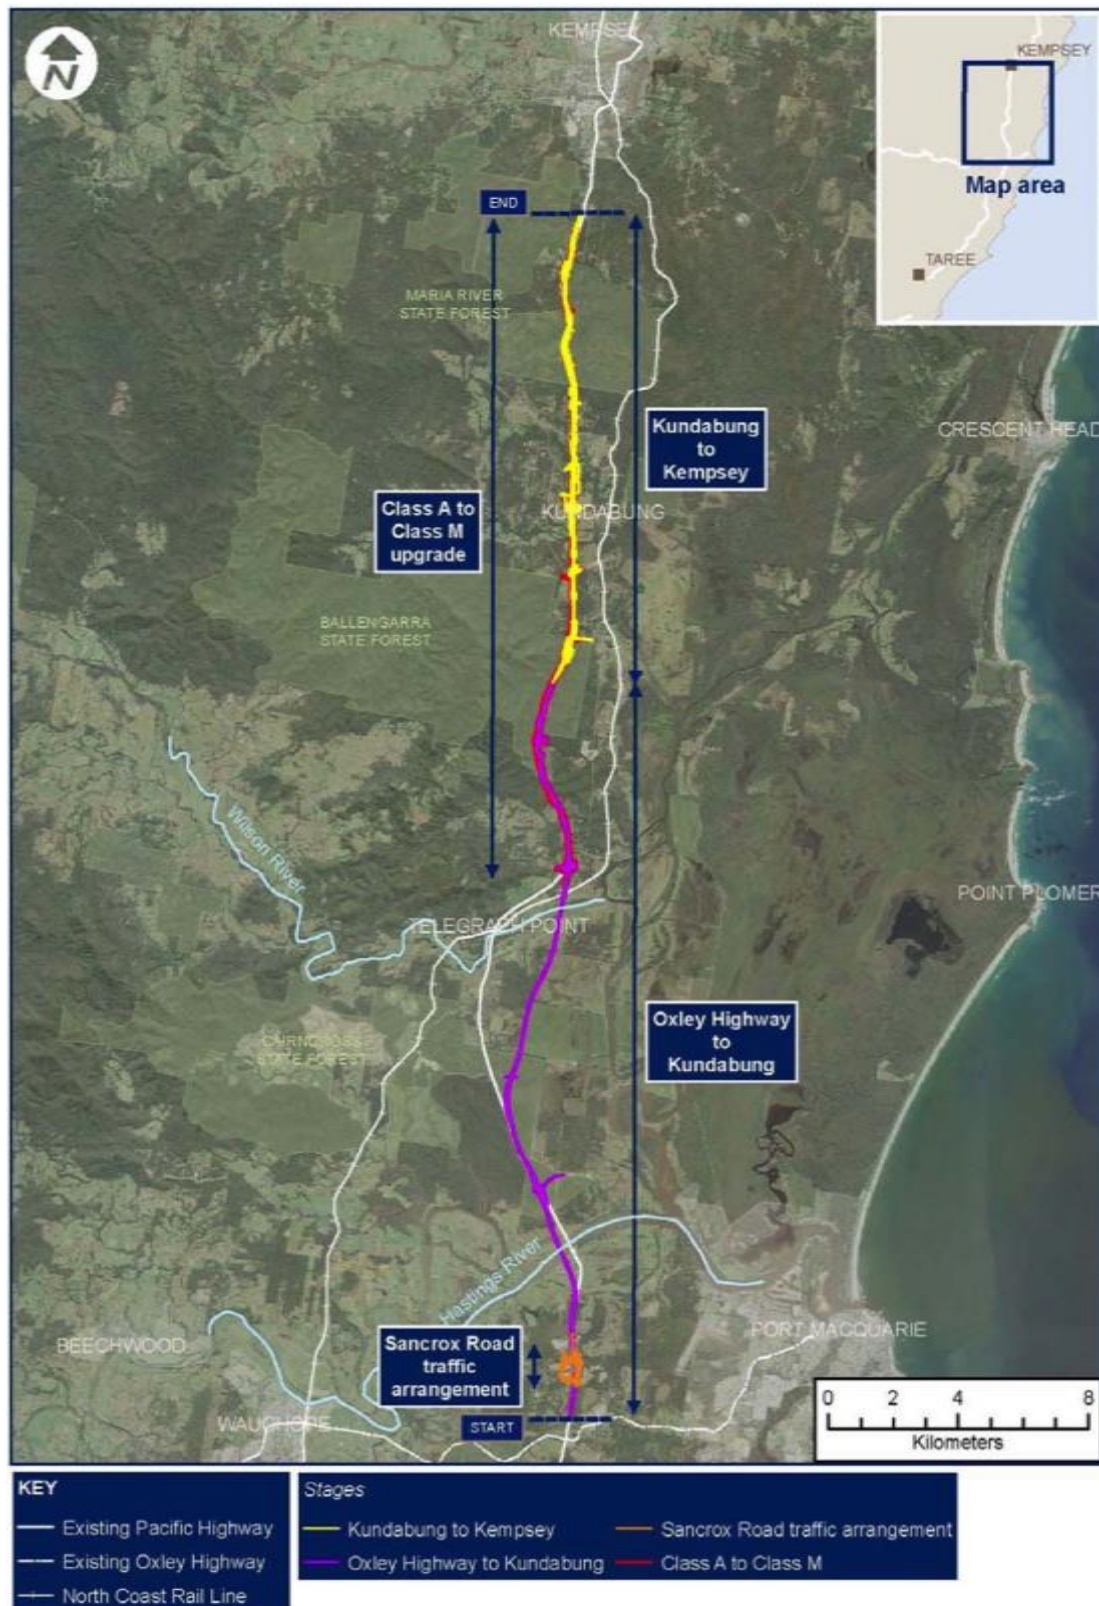 KEMPSEY
N
KEMPSEY
Map area
TAREE
END
MARIA RIVER
STATE FOREST
CRESCENT HEAD
Kundabung
to
Kempsey
Class A to
Class M
upgrade
KUNDABUNG
BALLENGARRA
STATE FOREST
Wilson River
POINT PLOMER
TELEGRAPH POINT
Oxley Highway
to
Kundabung
CAIRNCROSS
STATE FOREST
Hastings River
BEECHWOOD
Sancrox Road
traffic
arrangement
PORT MACQUARIE
WAUCHOPE
START
0 2 4 8
Kilometers
KEY
Existing Pacific Highway
Existing Oxley Highway
North Coast Rail Line
Stages
Kundabung to Kempsey
Oxley Highway to Kundabung
Sancrox Road traffic arrangement
Class A to Class M